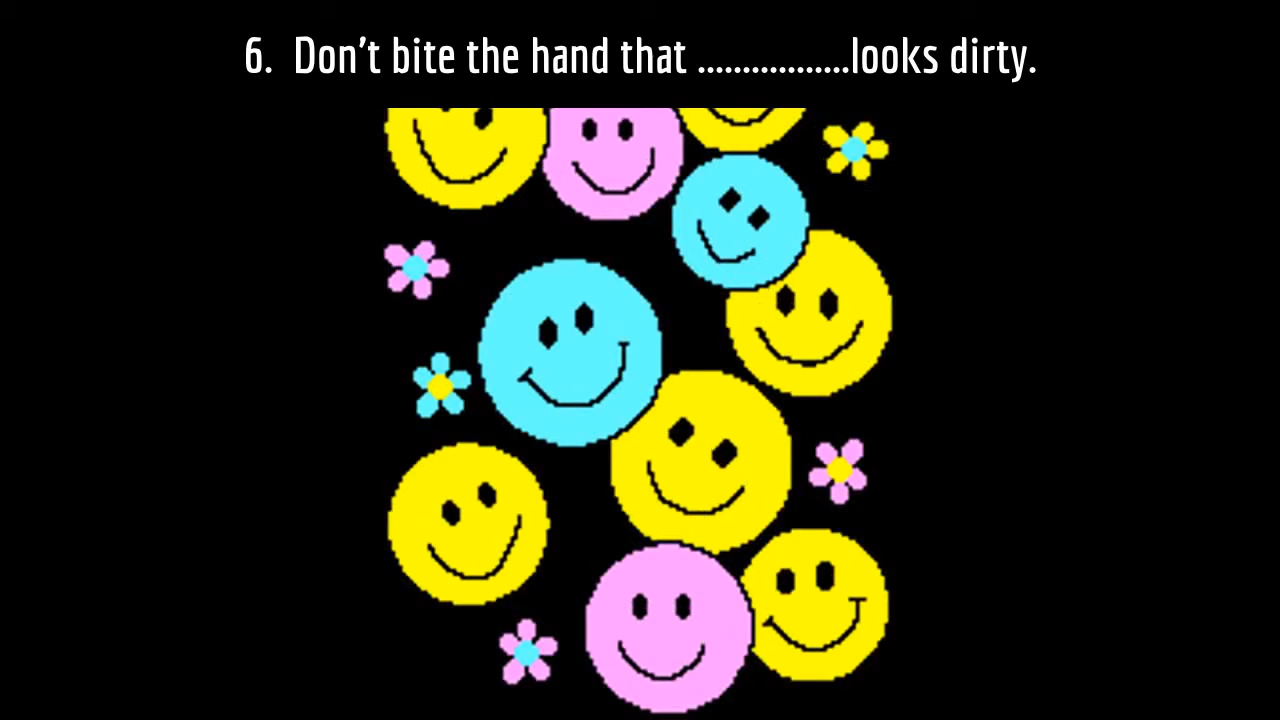 6. Don't bite the hand that .................looks dirty.